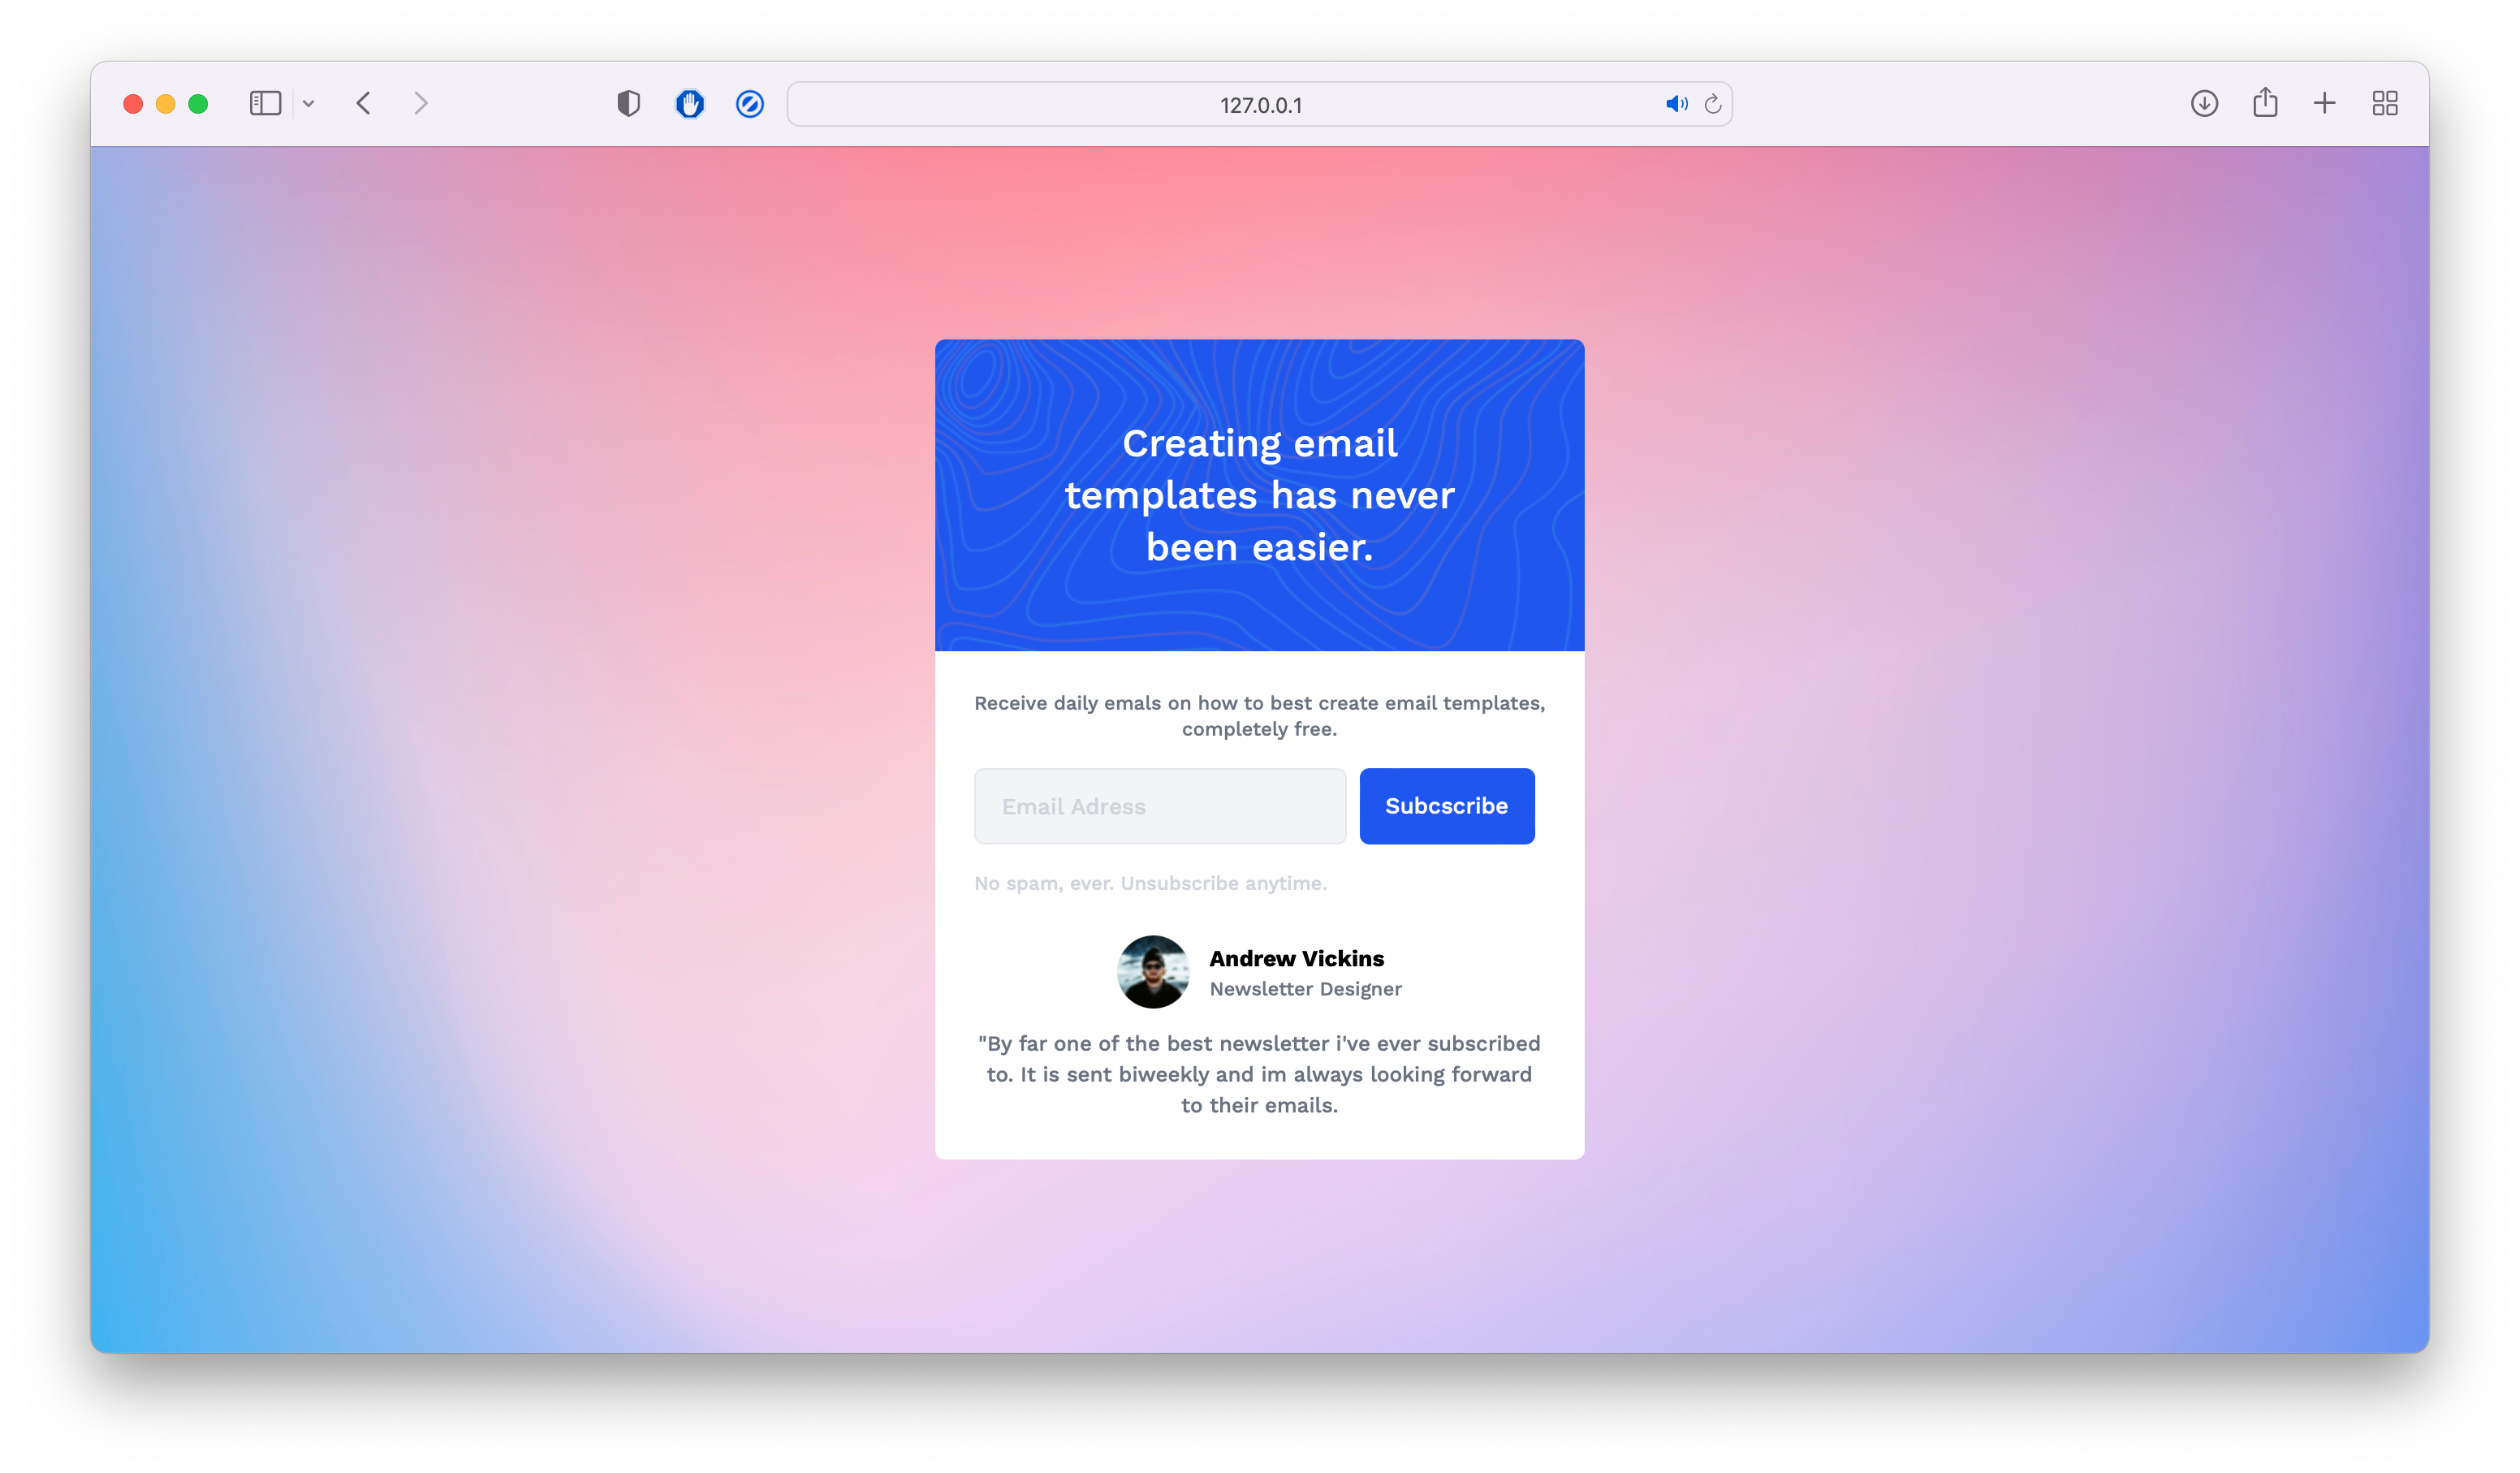 127.0.0.1
Creating email
templates has never
been easier.
Receive daily emals on how to best create email templates,
completely free.
Email Adress
Subcscribe
No spam, ever. Unsubscribe anytime.
Andrew Vickins
Newsletter Designer
"By far one of the best newsletter i've ever subscribed
to. It is sent biweekly and im always looking forward
to their emails.